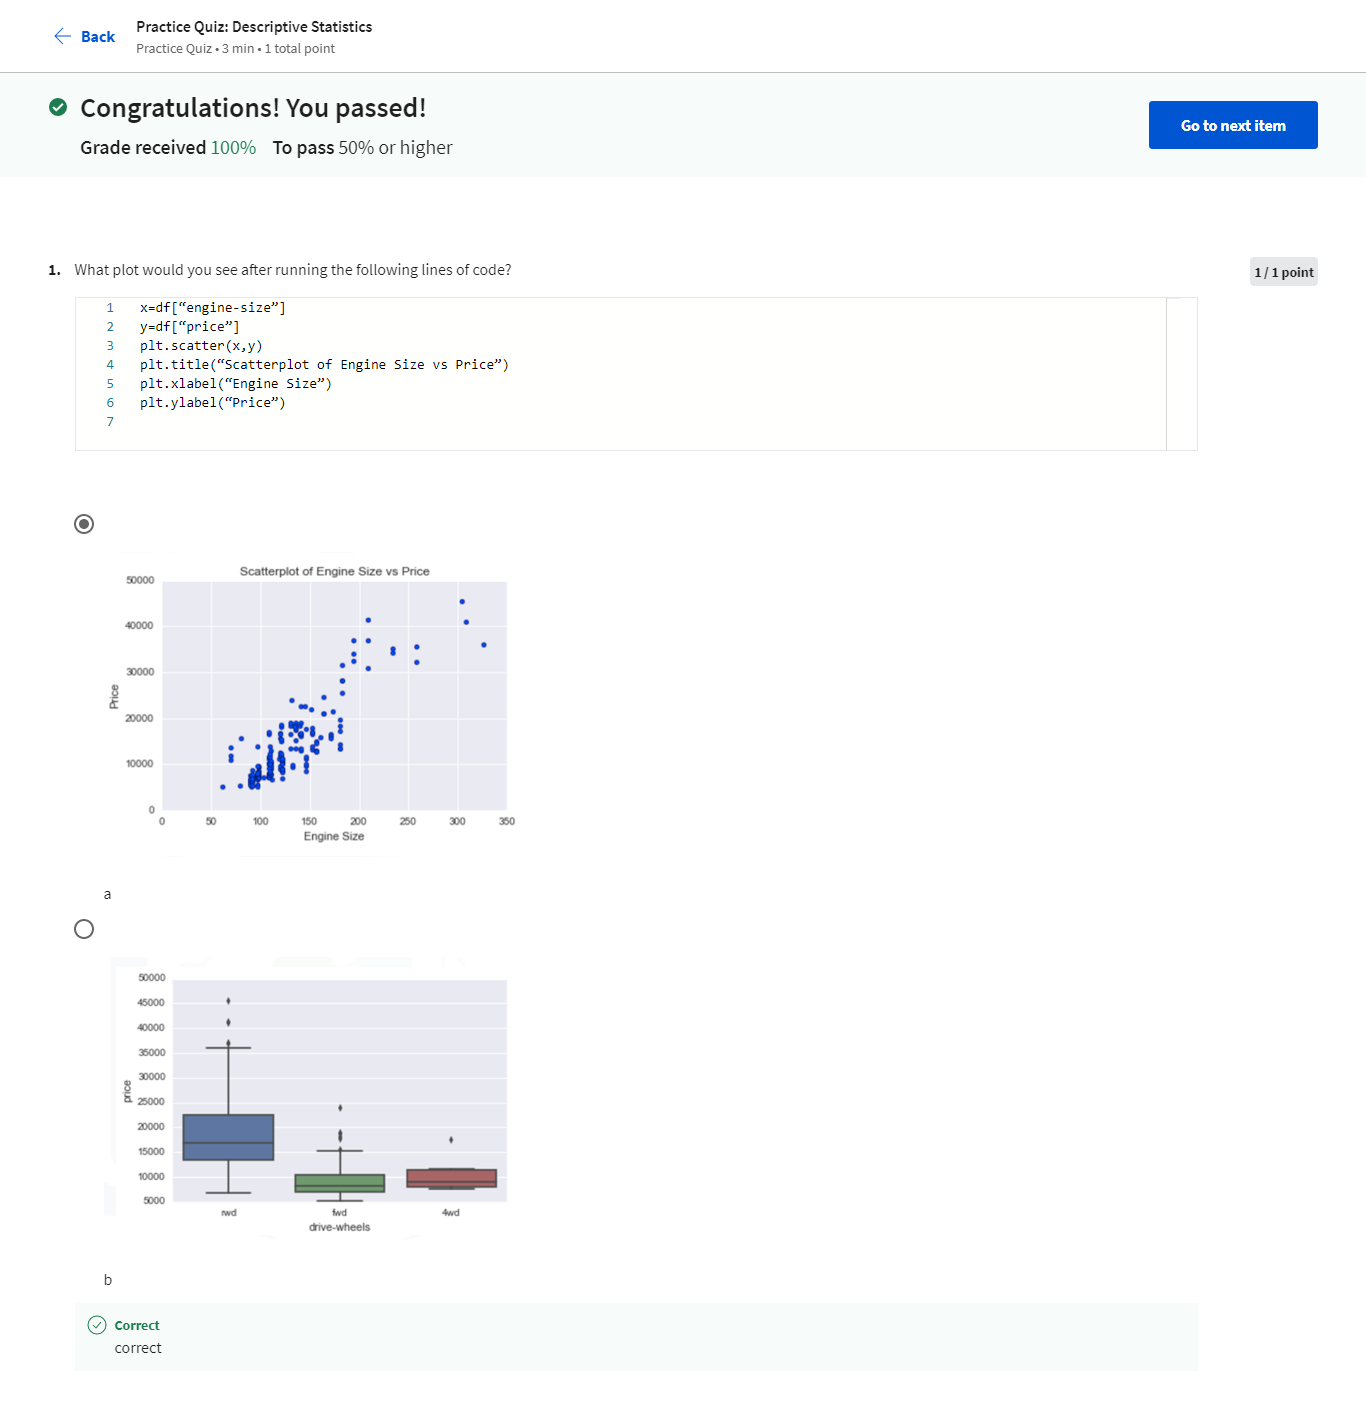 Back
Practice Quiz: Descriptive Statistics
Practice Quiz • 3 min • 1 total point
Congratulations! You passed!
Grade received 100% To pass 50% or higher
Go to next item
1. What plot would you see after running the following lines of code?
1 / 1 point
1 x=df[“engine-size”]
2 y=df[“price”]
3 plt.scatter(x,y)
4 plt.title(“Scatterplot of Engine Size vs Price”)
5 plt.xlabel(“Engine Size”)
6 plt.ylabel(“Price”)
7
Scatterplot of Engine Size vs Price
50000
40000
30000
Price
20000
10000
0
0 50 100 150 200 250 300 350
Engine Size
a
50000
45000
40000
35000
30000
price
25000
20000
15000
10000
5000
rwd fwd 4wd
drive-wheels
b
Correct
correct